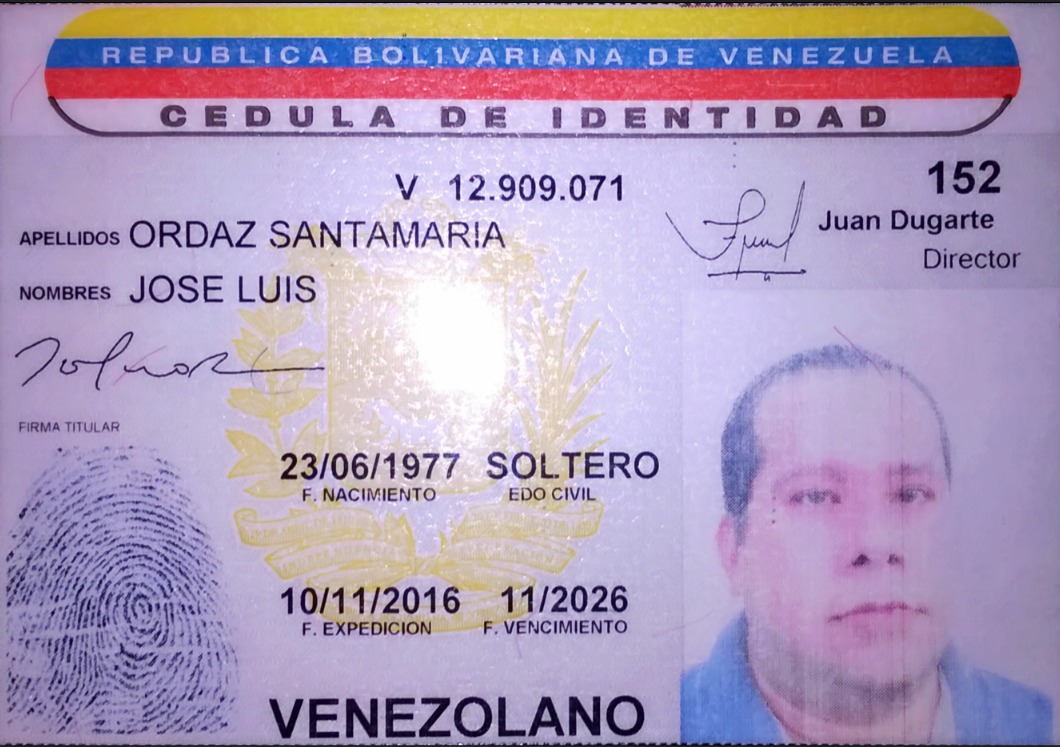 REPUBLICA BOLIVARIANA DE VENEZUELA
CEDULA DE IDENTIDAD
V 12.909.071
152
APELLIDOS ORDAZ SANTAMARIA
Juan Dugarte
Director
NOMBRES JOSE LUIS
FIRMA TITULAR
23/06/1977 SOLTERO
F. NACIMIENTO EDO CIVIL
10/11/2016 11/2026
F. EXPEDICION F. VENCIMIENTO
VENEZOLANO